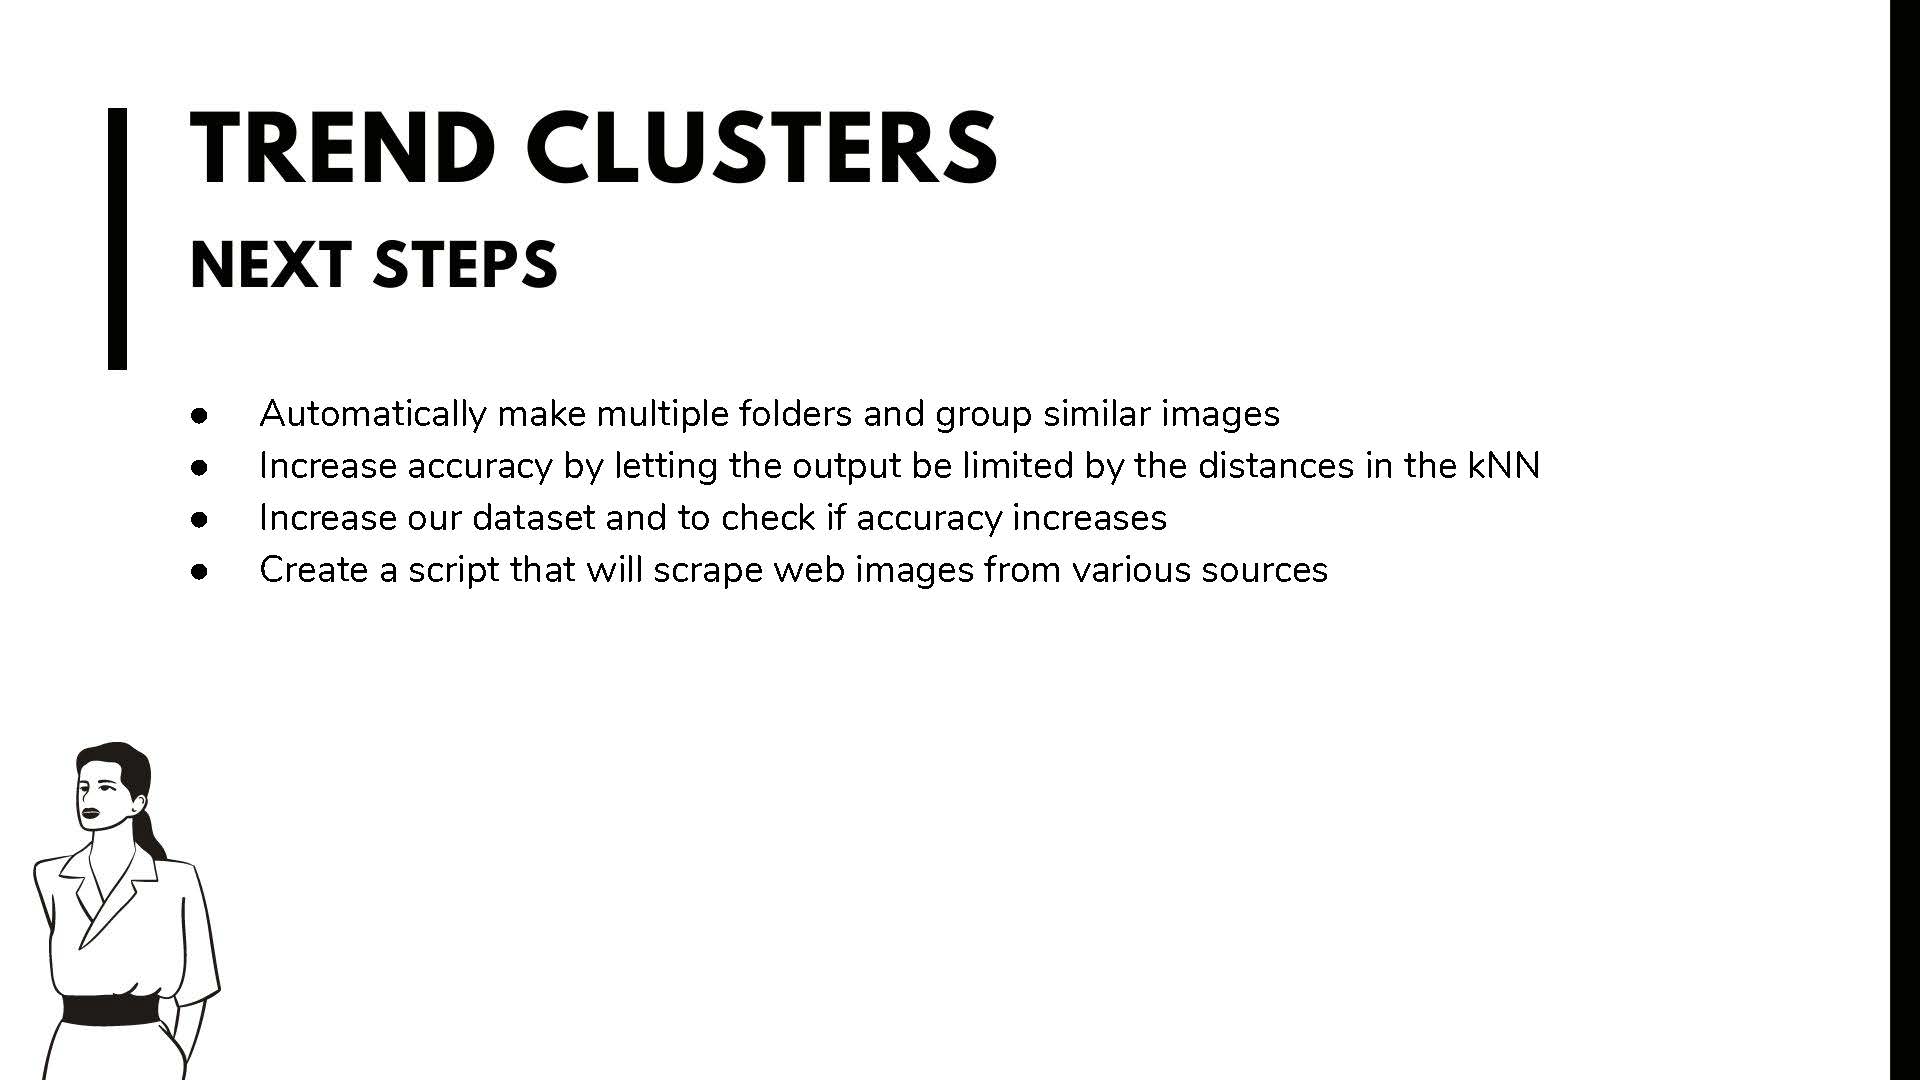 TREND CLUSTERS
NEXT STEPS
● Automatically make multiple folders and group similar images
● Increase accuracy by letting the output be limited by the distances in the kNN
● Increase our dataset and to check if accuracy increases
● Create a script that will scrape web images from various sources